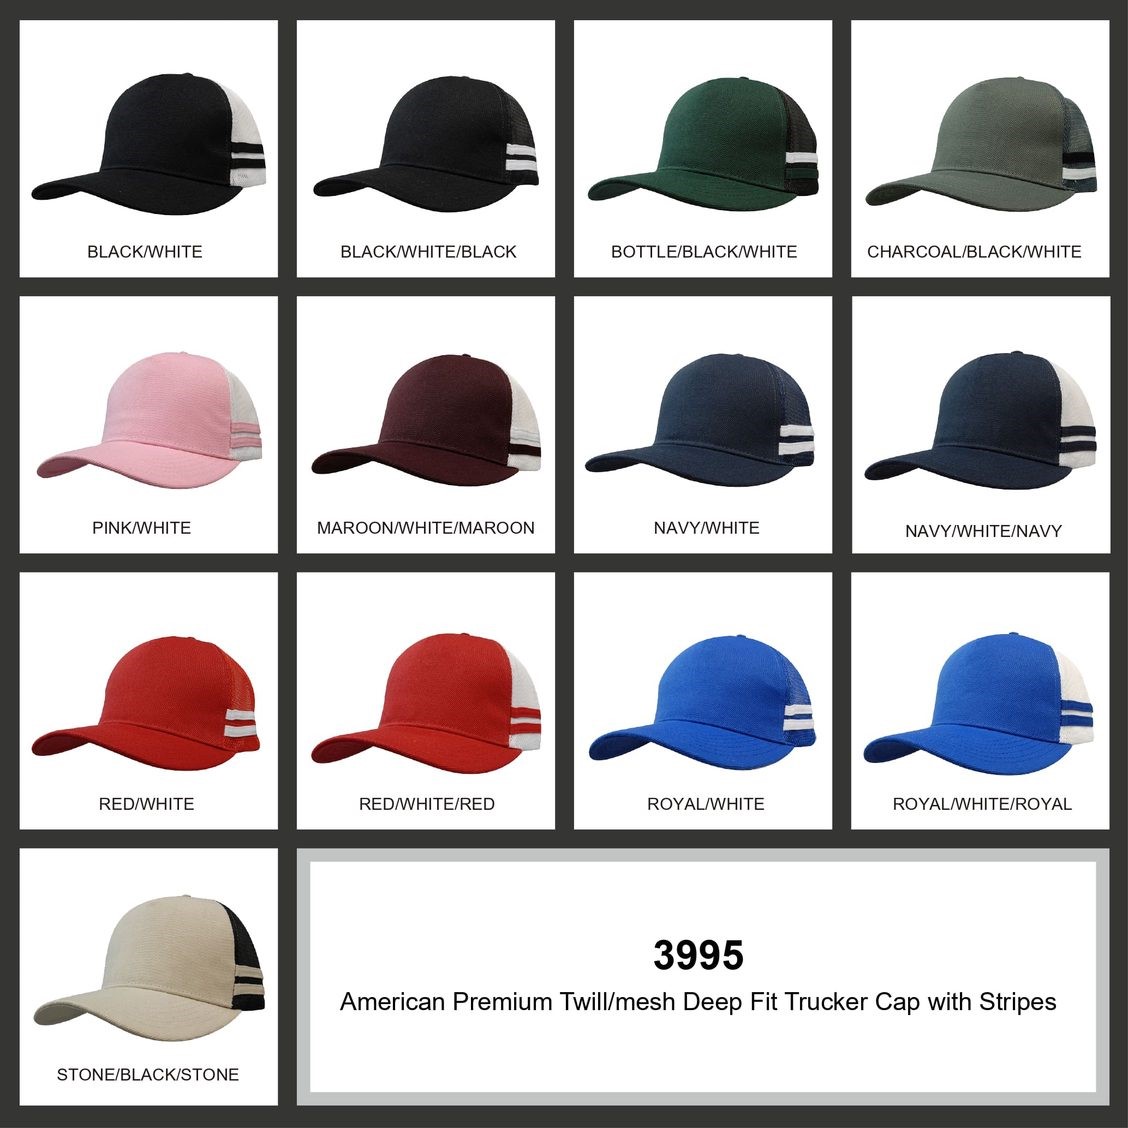 BLACK/WHITE
BLACK/WHITE/BLACK
BOTTLE/BLACK/WHITE
CHARCOAL/BLACK/WHITE
PINK/WHITE
MAROON/WHITE/MAROON
NAVY/WHITE
NAVY/WHITE/NAVY
RED/WHITE
RED/WHITE/RED
ROYAL/WHITE
ROYAL/WHITE/ROYAL
STONE/BLACK/STONE
3995
American Premium Twill/mesh Deep Fit Trucker Cap with Stripes